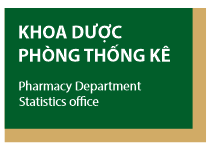 KHOA DƯỢC
PHÒNG THỐNG KÊ
Pharmacy Department
Statistics office